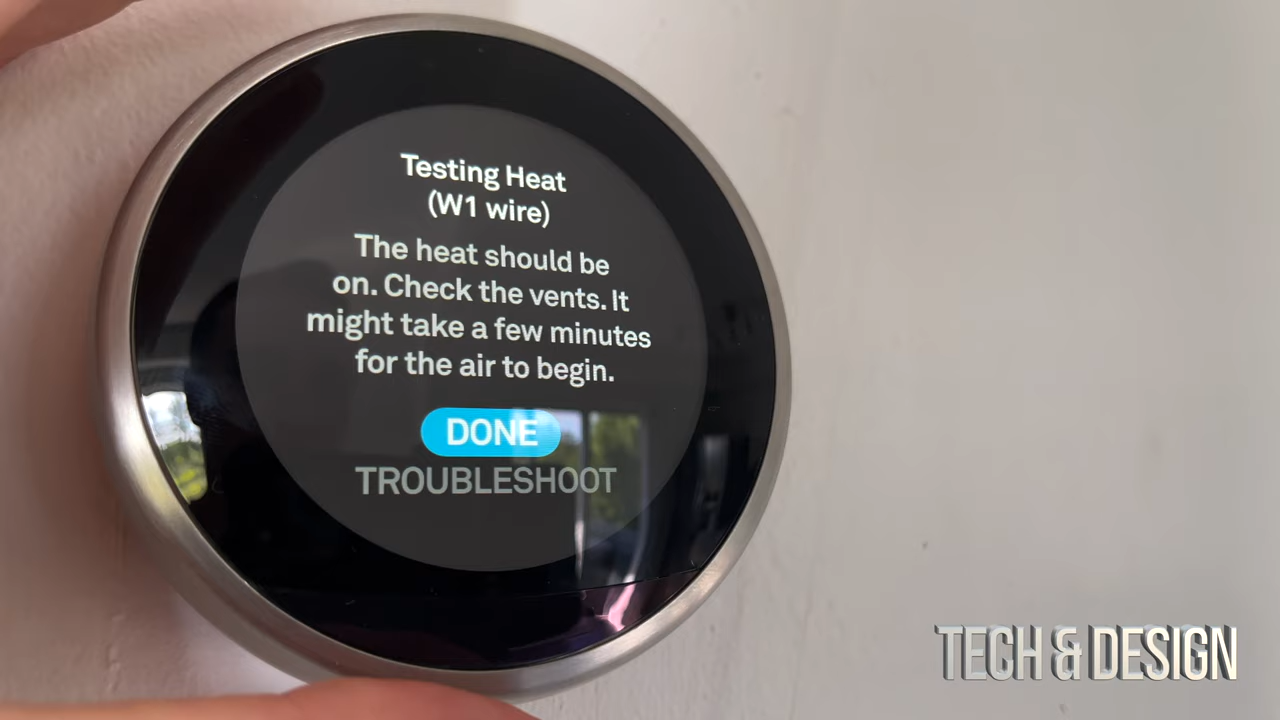 Testing Heat
(W1 wire)
The heat should be
on. Check the vents. It
might take a few minutes
for the air to begin.
DONE
TROUBLESHOOT
TECH & DESIGN